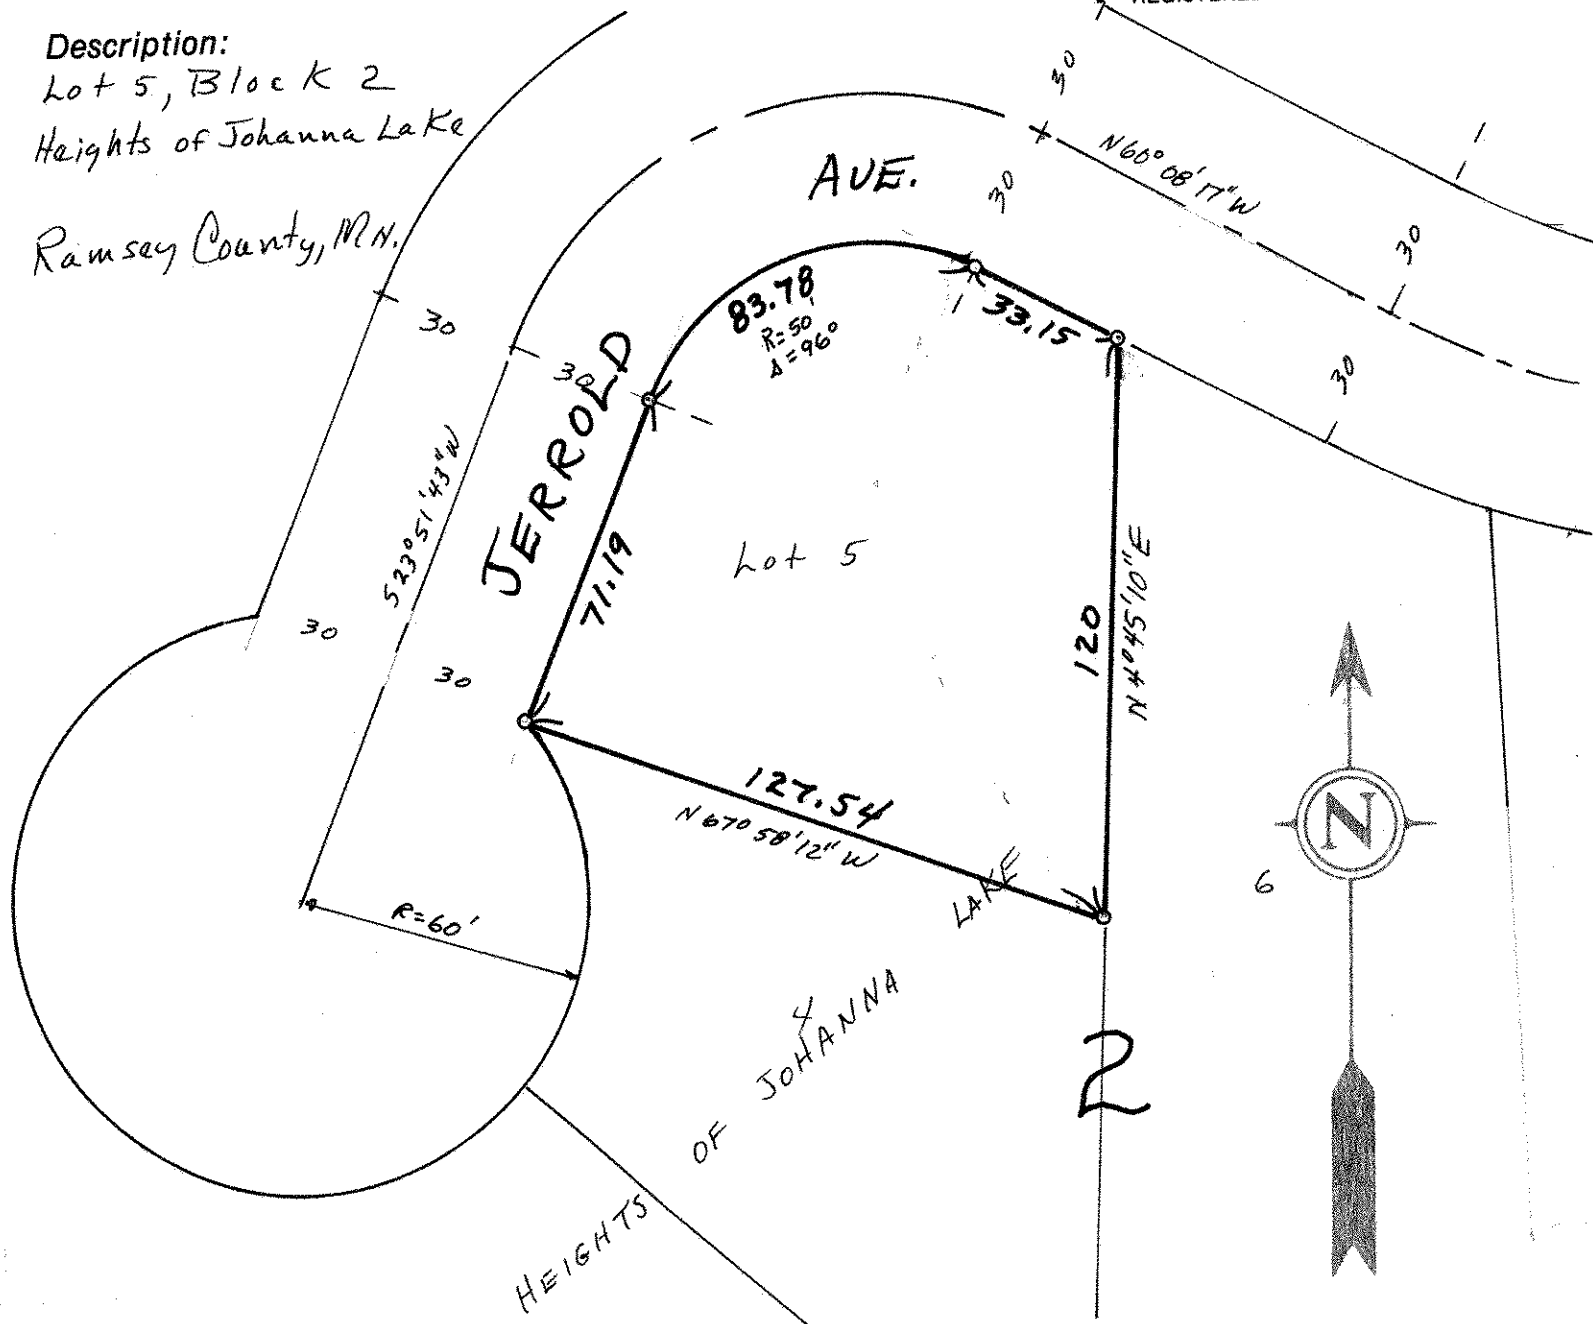 Description:
Lot 5, Block 2
Heights of Johanna Lake
Ramsey County, MN.
30
30
N60°08'17"W
AVE.
30
30
83.78'
R=50
Δ=96°
33.15
30
30
JERROLD
30
S23°51'43"W
71.19
Lot 5
120
N4°45'10"E
30
30
127.54
N67°58'12"W
N
6
R=60'
HEIGHTS OF JOHANNA LAKE
4
2